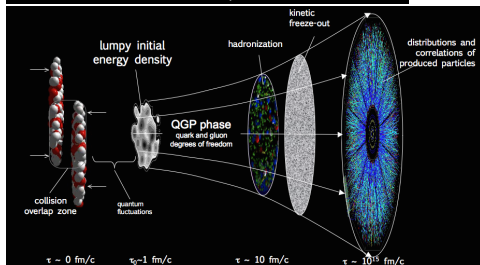 kinetic
freeze-out
lumpy initial
energy density
hadronization
distributions and
correlations of
produced particles
QGP phase
quark and gluon
degrees of freedom
collision
overlap zone
quantum
fluctuations
τ ~ 0 fm/c
τ₀~1 fm/c
τ ~ 10 fm/c
τ ~ 10¹⁵ fm/c